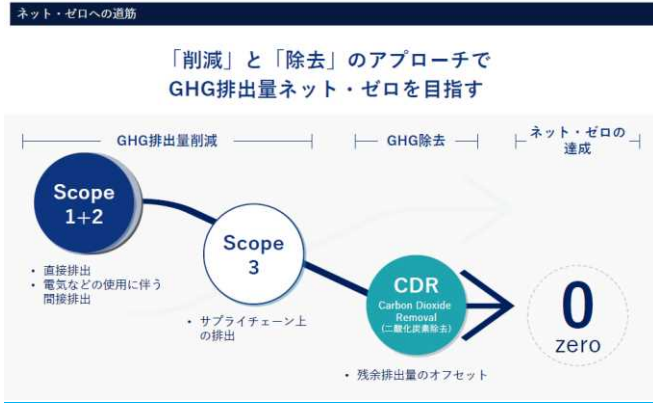 ネット・ゼロへの道筋
「削減」と「除去」のアプローチで
GHG排出量ネット・ゼロを目指す
GHG排出量削減
GHG除去
ネット・ゼロの
達成
Scope
1+2
• 直接排出
• 電気などの使用に伴う
間接排出
Scope
3
• サプライチェーン上
の排出
CDR
Carbon Dioxide
Removal
(二酸化炭素除去)
• 残余排出量のオフセット
0
zero